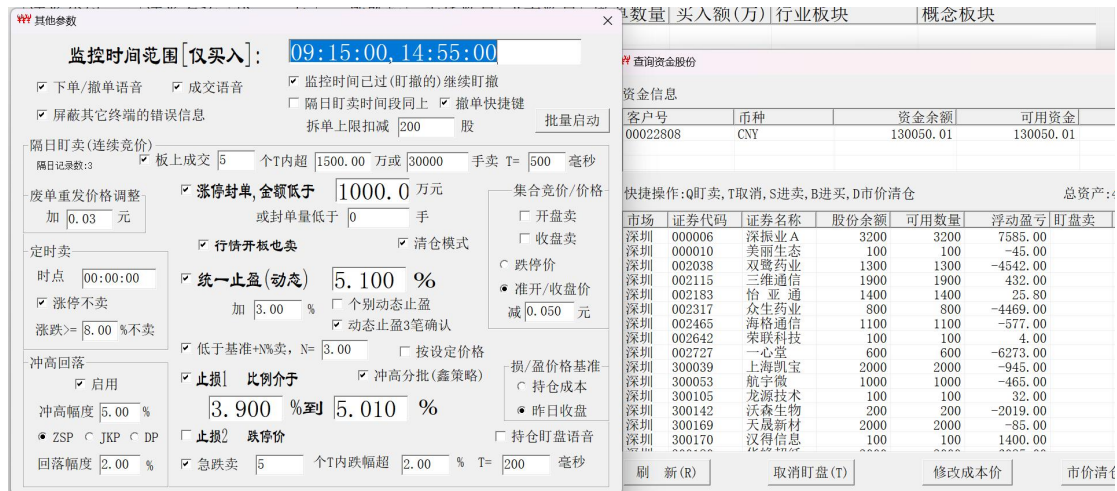 单数量 买入额(万) 行业板块 概念板块
其他参数
监控时间范围[仅买入]: 09:15:00, 14:55:00
下单/撤单语音 成交语音 监控时间已过(盯撤的)继续盯撤
隔日盯卖时间段同上 撤单快捷键
屏蔽其它终端的错误信息
拆单上限扣减 200 股 批量启动
隔日盯卖(连续竞价)
隔日记录数:3
板上成交 5 个T内超 1500.00 万或 30000 手卖 T= 500 毫秒
废单重发价格调整
加 0.03 元
涨停封单,金额低于 1000.0 万元
或封单量低于 0 手
行情开板也卖 清仓模式
集合竞价/价格
开盘卖
收盘卖
跌停价
准开/收盘价
减 0.050 元
定时卖
时点 00:00:00
涨停不卖
涨跌>= 8.00 %不卖
统一止盈(动态) 5.100 %
加 3.00 % 个别动态止盈
动态止盈3笔确认
低于基准+N%卖, N= 3.00 按设定价格
冲高回落
启用
冲高幅度 5.00 %
ZSP JKP DP
回落幅度 2.00 %
止损1 比例介于 冲高分批(鑫策略)
3.900 %到 5.010 %
损/盈价格基准
持仓成本
昨日收盘
止损2 跌停价 持仓盯盘语音
急跌卖 5 个T内跌幅超 2.00 % T= 200 毫秒
查询资金股份
资金信息
客户号 币种 资金余额 可用资金
00022808 CNY 130050.01 130050.01
快捷操作:Q盯卖,T取消,S进卖,B进买,D市价清仓 总资产:4
市场 证券代码 证券名称 股份余额 可用数量 浮动盈亏 盯盘卖
深圳 000006 深振业A 3200 3200 7585.00
深圳 000010 美丽生态 100 100 -45.00
深圳 002038 双鹭药业 1300 1300 -4542.00
深圳 002115 三维通信 1900 1900 432.00
深圳 002183 怡 亚 通 1400 1400 25.80
深圳 002317 众生药业 800 800 -4469.00
深圳 002465 海格通信 1100 1100 -577.00
深圳 002642 荣联科技 100 100 4.00
深圳 002727 一心堂 600 600 -6273.00
深圳 300039 上海凯宝 2000 2000 -945.00
深圳 300053 航宇微 1000 1000 -465.00
深圳 300105 龙源技术 100 100 32.00
深圳 300142 沃森生物 200 200 -2019.00
深圳 300169 天晟新材 2000 2000 -85.00
深圳 300170 汉得信息 100 100 1400.00
刷 新(R) 取消盯盘(T) 修改成本价 市价清仓